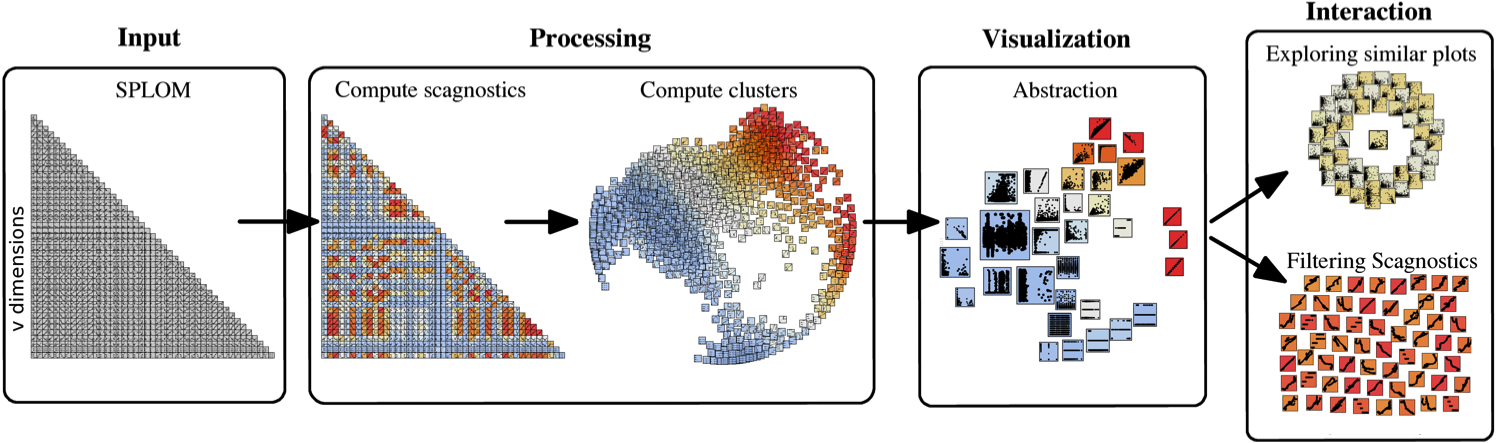 Input
SPLOM
v dimensions
Processing
Compute scagnostics
Compute clusters
Visualization
Abstraction
Interaction
Exploring similar plots
Filtering Scagnostics